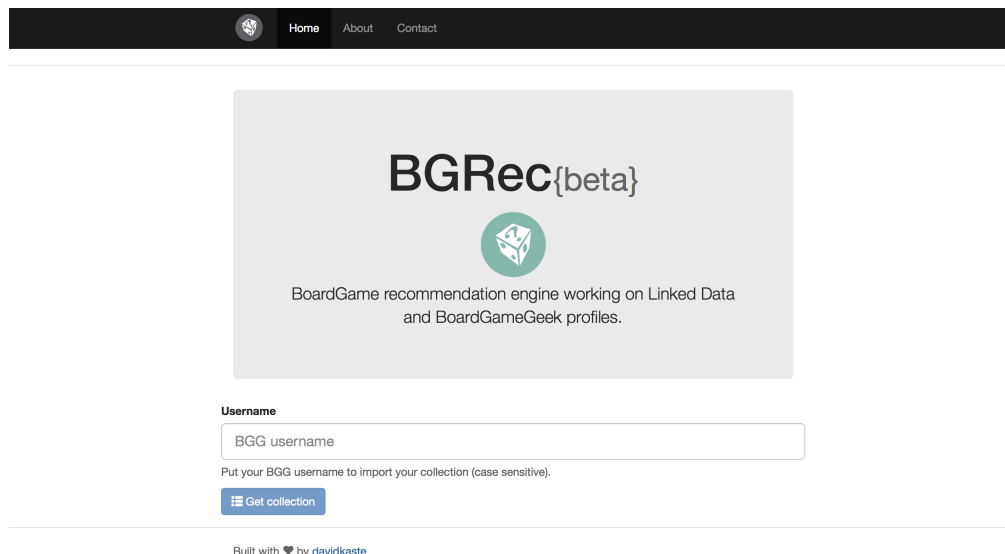 Home About Contact
BGRec{beta}
BoardGame recommendation engine working on Linked Data
and BoardGameGeek profiles.
Username
BGG username
Put your BGG username to import your collection (case sensitive).
Get collection
Built with ♥ by davidkaste